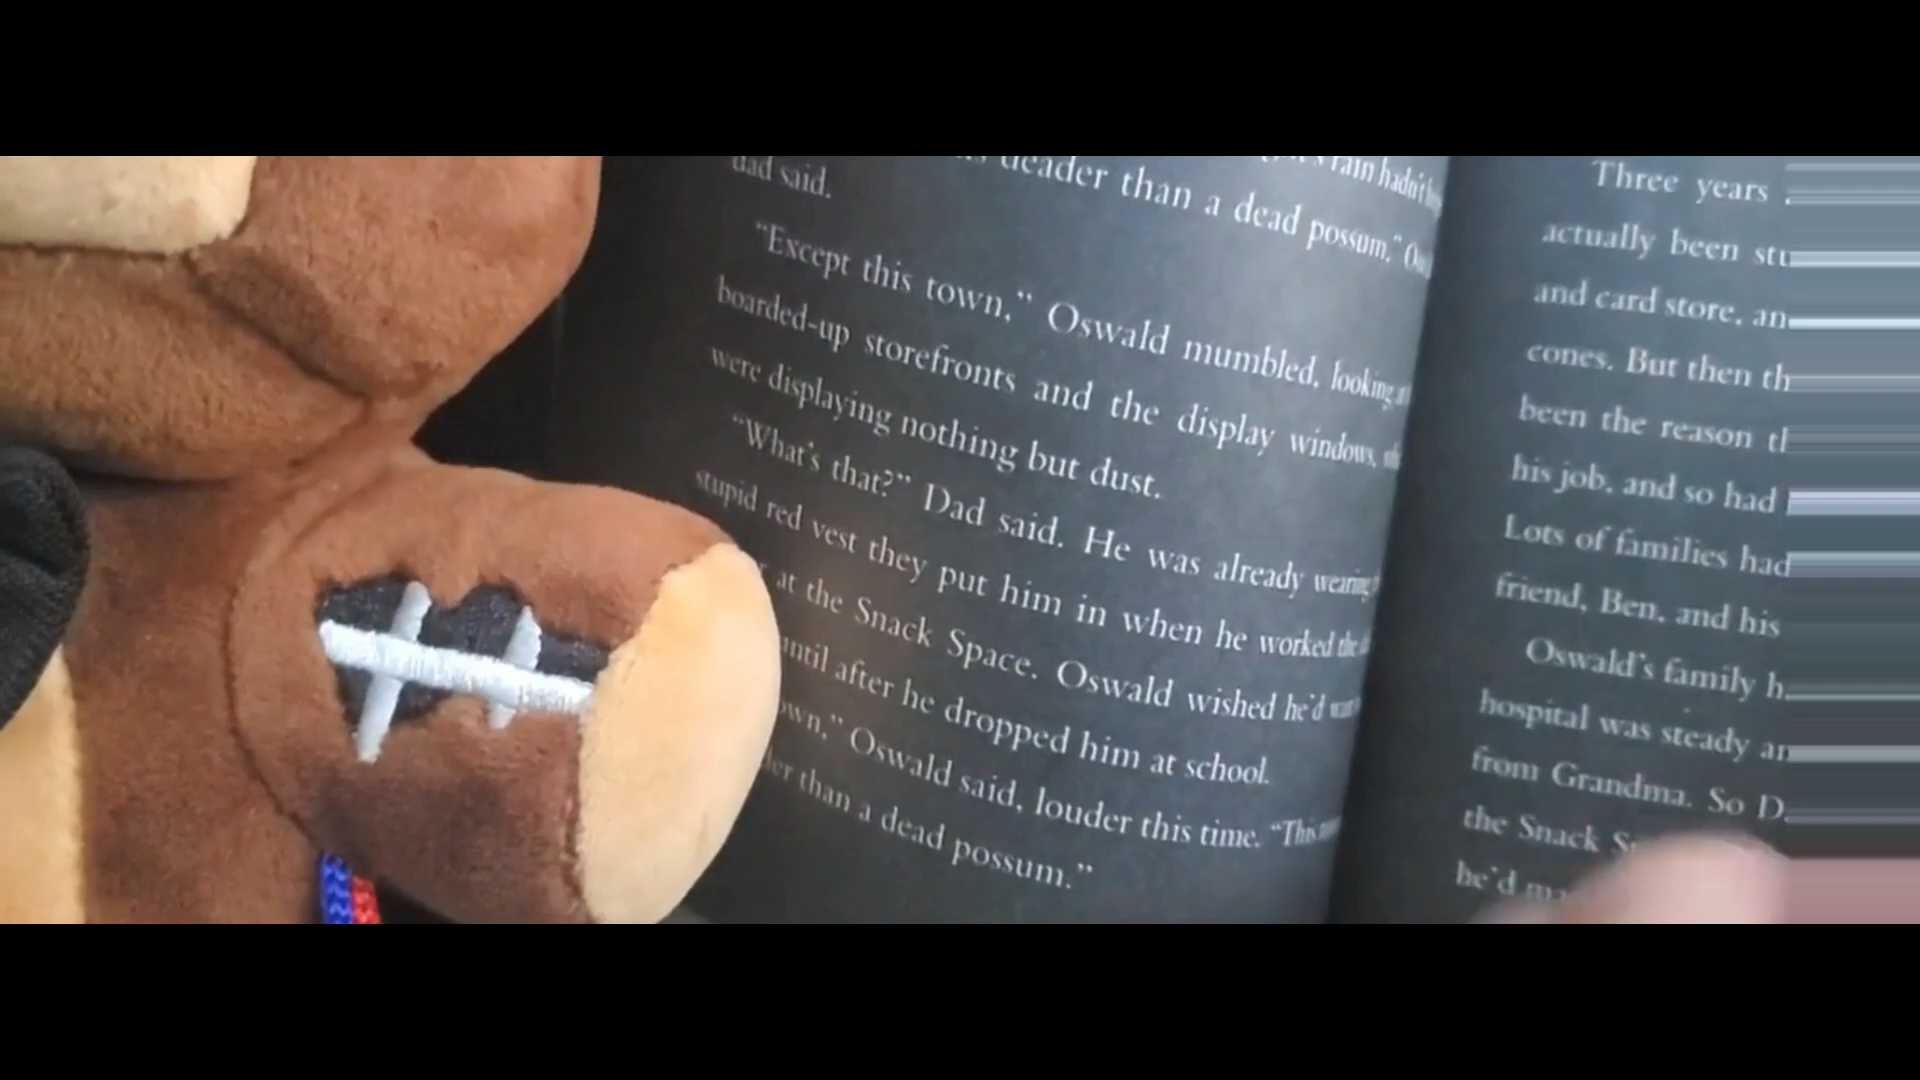 deader than a dead possum,"
dad said.
"Except this town," Oswald mumbled, looking
boarded-up storefronts and the display windows,
were displaying nothing but dust.
"What's that?" Dad said. He was already wearing
stupid red vest they put him in when he worked the
at the Snack Space. Oswald wished he'd
until after he dropped him at school.
Oswald said, louder this time. "This
than a dead possum."
Three years
actually been
and card store,
cones. But then
been the reason
his job, and so had
Lots of families had
friend, Ben, and his
Oswald's family
hospital was steady
from Grandma. So
the Snack
he'd